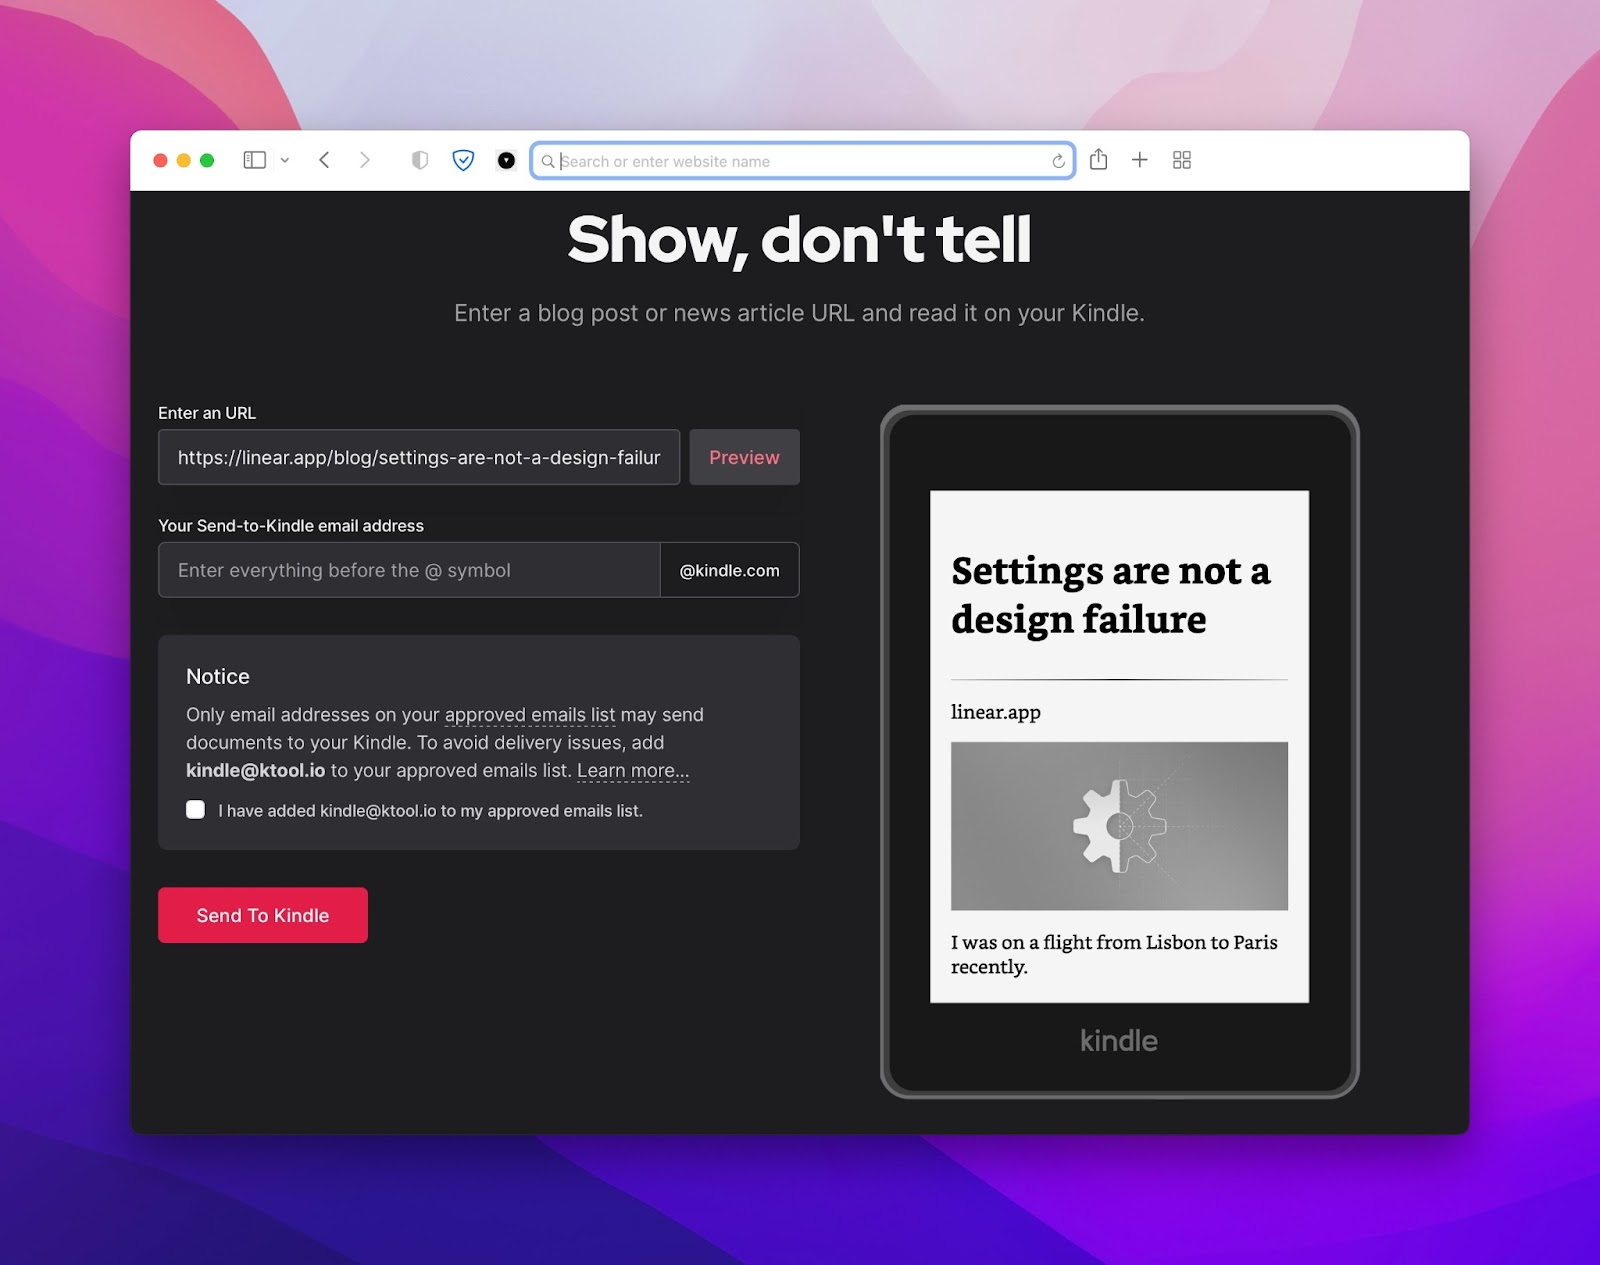 Search or enter website name
Show, don't tell
Enter a blog post or news article URL and read it on your Kindle.
Enter an URL
https://linear.app/blog/settings-are-not-a-design-failur
Preview
Your Send-to-Kindle email address
Enter everything before the @ symbol
@kindle.com
Notice
Only email addresses on your approved emails list may send
documents to your Kindle. To avoid delivery issues, add
kindle@ktool.io to your approved emails list. Learn more...
I have added kindle@ktool.io to my approved emails list.
Send To Kindle
Settings are not a
design failure
linear.app
I was on a flight from Lisbon to Paris
recently.
kindle